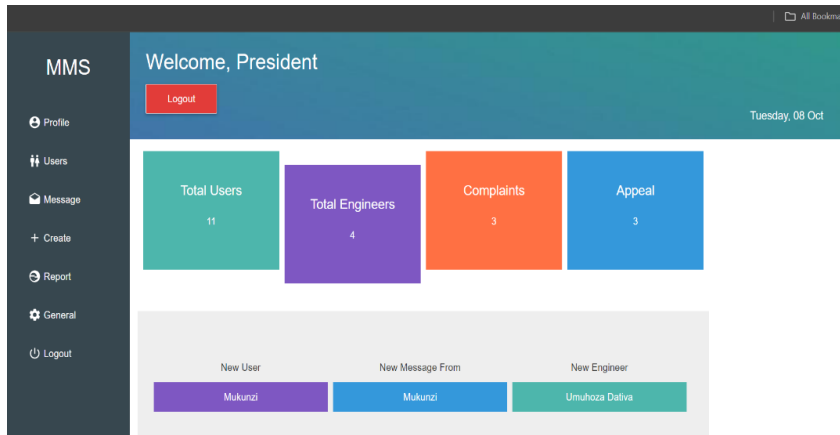 All Bookma
MMS
Welcome, President
Logout
Tuesday, 08 Oct
Profile
Users
Message
Create
Report
General
Logout
Total Users
11
Total Engineers
4
Complaints
3
Appeal
3
New User
New Message From
New Engineer
Mukunzi
Mukunzi
Umuhoza Dativa